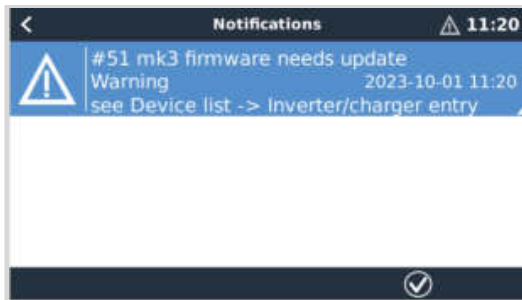 Notifications 11:20
#51 mk3 firmware needs update
Warning 2023-10-01 11:20
see Device list -> Inverter/charger entry